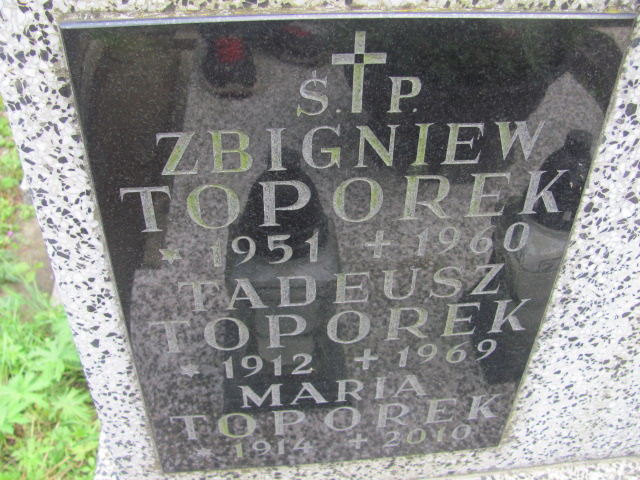 Ś. P.
ZBIGNIEW
TOPOREK
* 1951 + 1960
TADEUSZ
TOPOREK
* 1912 + 1969
MARIA
TOPOREK
* 1914 + 2010